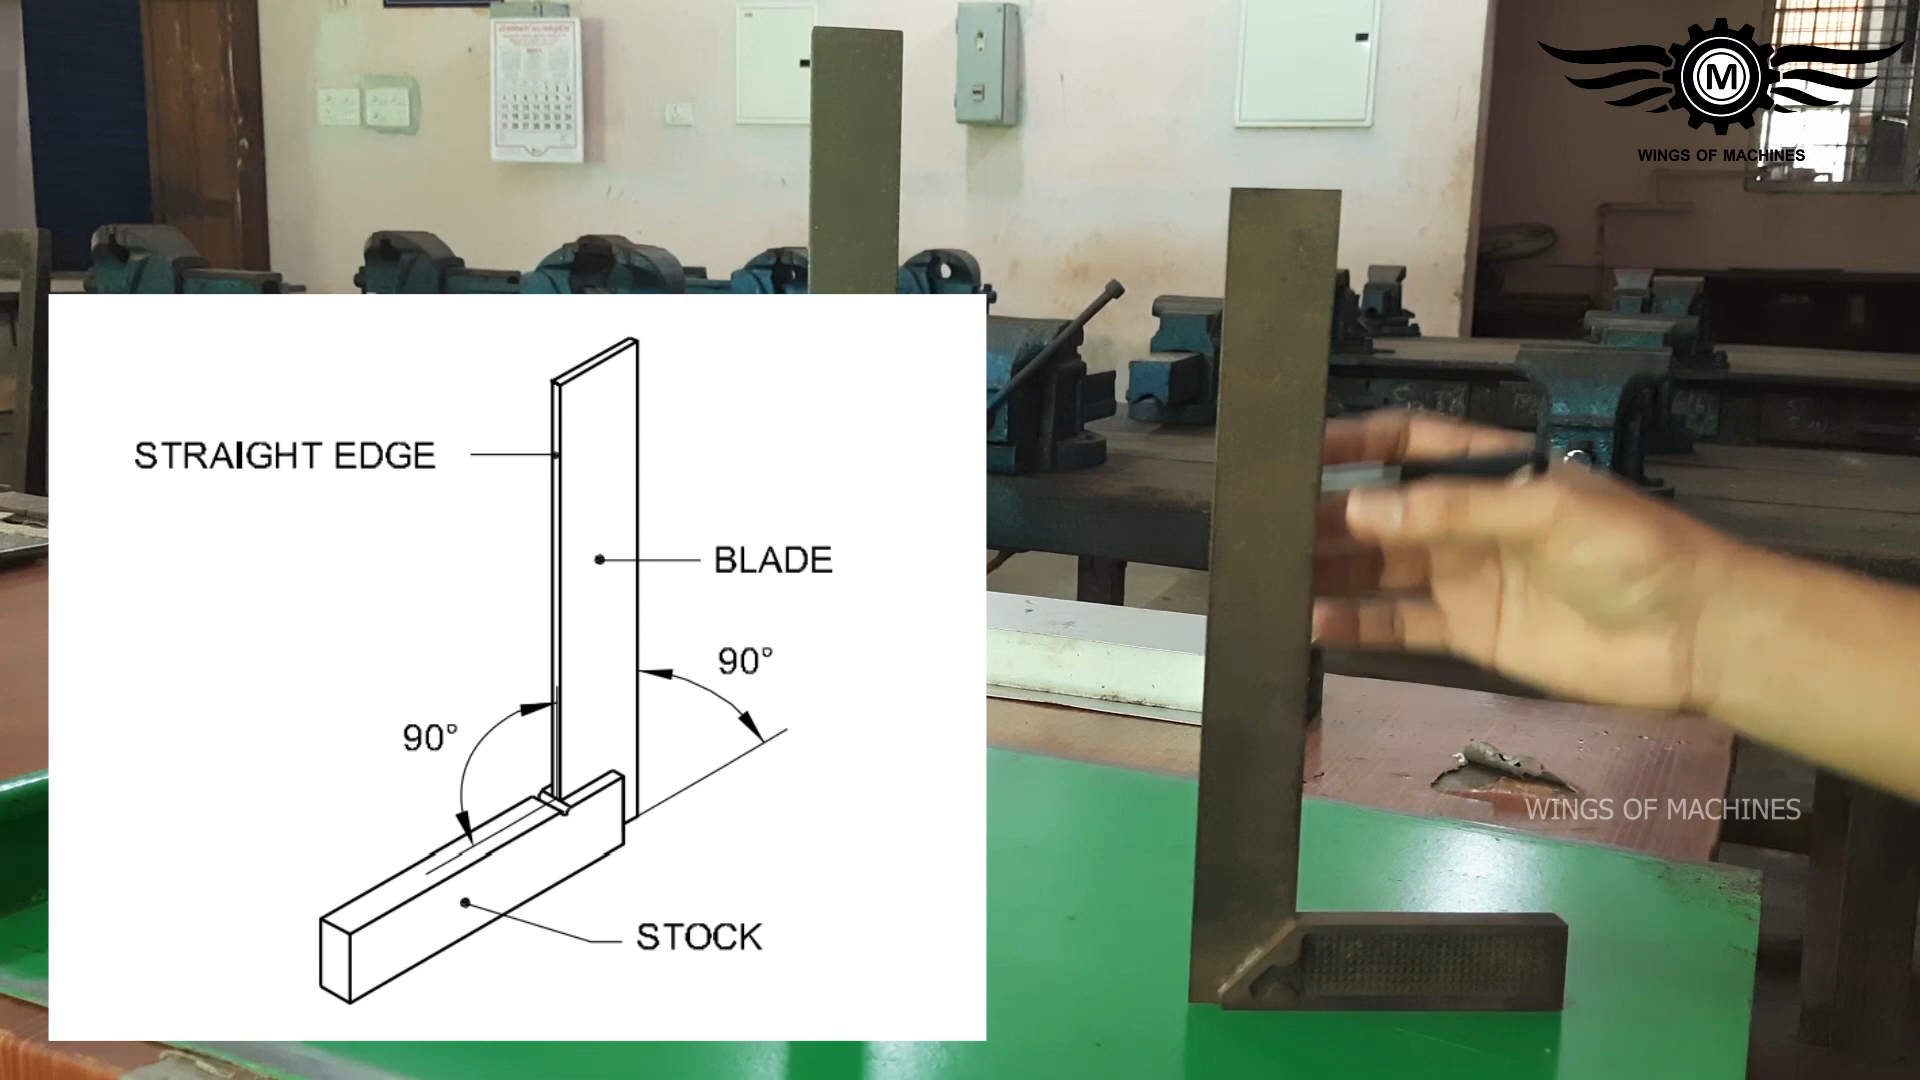 M
WINGS OF MACHINES
STRAIGHT EDGE
BLADE
90°
90°
STOCK
WINGS OF MACHINES